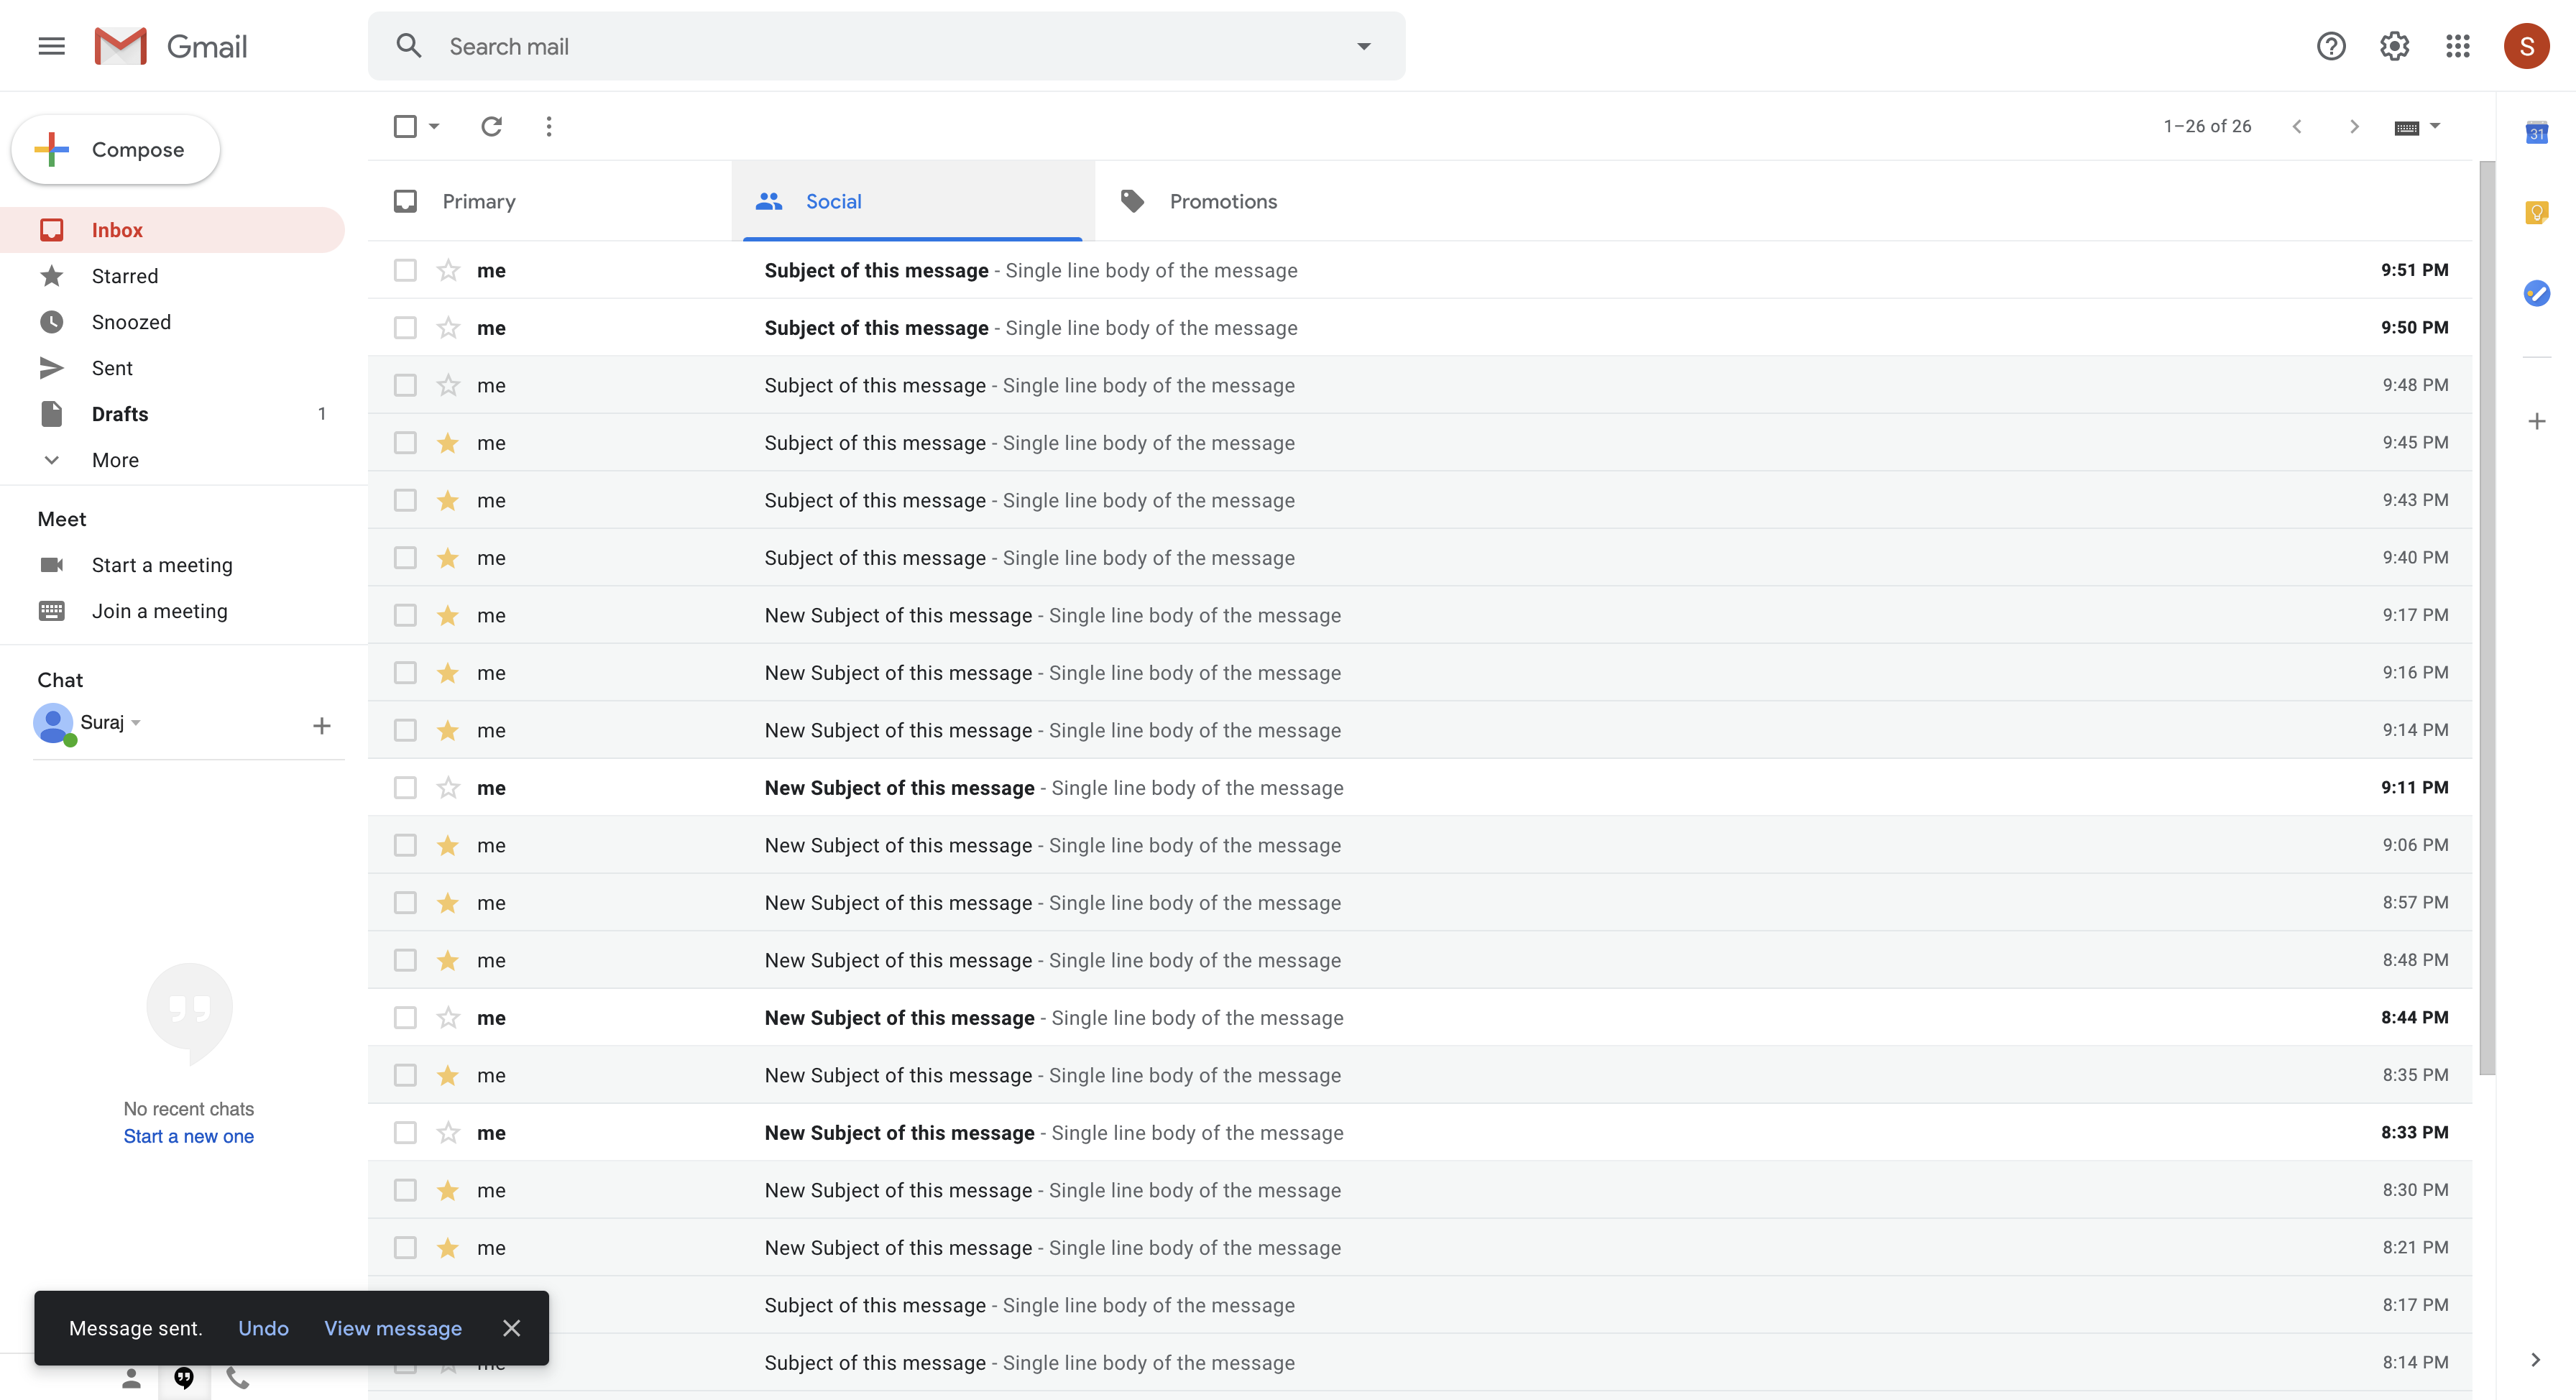 Gmail
Search mail
S
Compose
1–26 of 26
31
Primary
Social
Promotions
Inbox
Starred
Snoozed
Sent
Drafts 1
More
Meet
Start a meeting
Join a meeting
Chat
Suraj
No recent chats
Start a new one
me Subject of this message - Single line body of the message 9:51 PM
me Subject of this message - Single line body of the message 9:50 PM
me Subject of this message - Single line body of the message 9:48 PM
me Subject of this message - Single line body of the message 9:45 PM
me Subject of this message - Single line body of the message 9:43 PM
me Subject of this message - Single line body of the message 9:40 PM
me New Subject of this message - Single line body of the message 9:17 PM
me New Subject of this message - Single line body of the message 9:16 PM
me New Subject of this message - Single line body of the message 9:14 PM
me New Subject of this message - Single line body of the message 9:11 PM
me New Subject of this message - Single line body of the message 9:06 PM
me New Subject of this message - Single line body of the message 8:57 PM
me New Subject of this message - Single line body of the message 8:48 PM
me New Subject of this message - Single line body of the message 8:44 PM
me New Subject of this message - Single line body of the message 8:35 PM
me New Subject of this message - Single line body of the message 8:33 PM
me New Subject of this message - Single line body of the message 8:30 PM
me New Subject of this message - Single line body of the message 8:21 PM
Subject of this message - Single line body of the message 8:17 PM
me Subject of this message - Single line body of the message 8:14 PM
Message sent. Undo View message